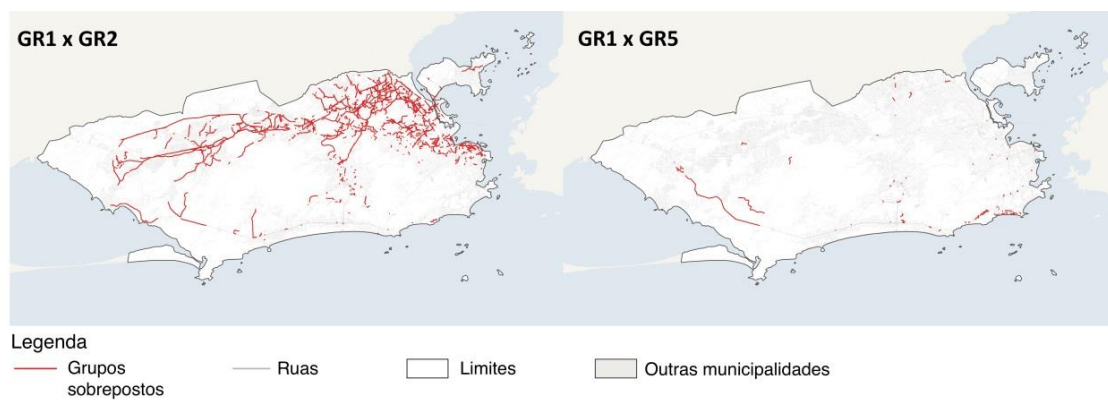 GR1 x GR2
GR1 x GR5
Legenda
Grupos
sobrepostos
Ruas
Limites
Outras municipalidades